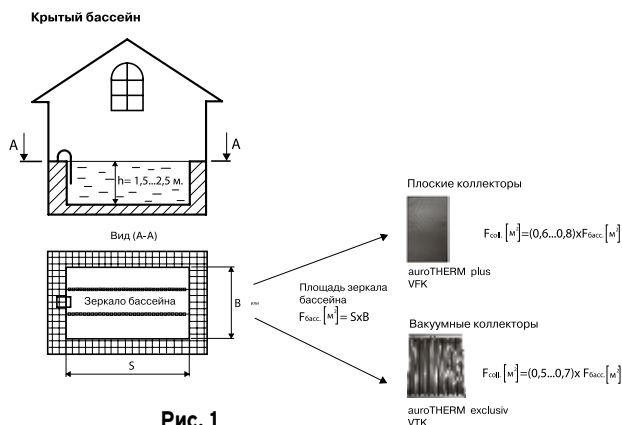 Крытый бассейн
A
A
h= 1,5...2,5 м.
Вид (А-А)
Зеркало бассейна
B
S
или
Площадь зеркала
бассейна
Fбасс. [м²]= SxB
Плоские коллекторы
Fcoll. [м²]=(0,6...0,8)xFбасс. [м²]
auroTHERM plus
VFK
Вакуумные коллекторы
Fcoll. [м²]=(0,5...0,7)x Fбасс. [м²]
auroTHERM exclusiv
VTK
Рис. 1